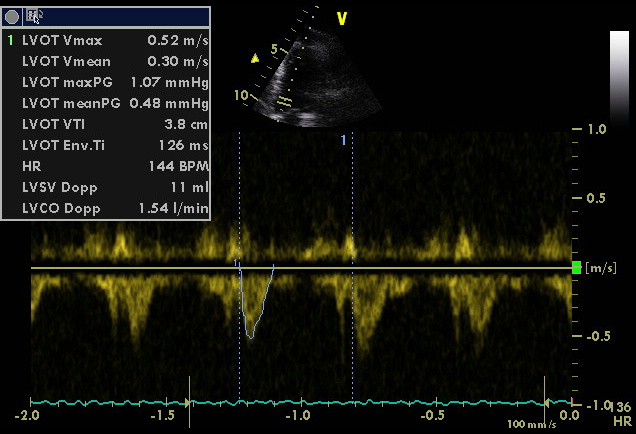 V
1 LVOT Vmax 0.52 m/s
LVOT Vmean 0.30 m/s
LVOT maxPG 1.07 mmHg
LVOT meanPG 0.48 mmHg
LVOT VTI 3.8 cm
LVOT Env.Ti 126 ms
HR 144 BPM
LVSV Dopp 11 ml
LVCO Dopp 1.54 l/min
5
10
1
1.0
0.5
1
[m/s]
-0.5
-1.0
-2.0 -1.5 -1.0 -0.5 0.0
136
HR
100 mm/s